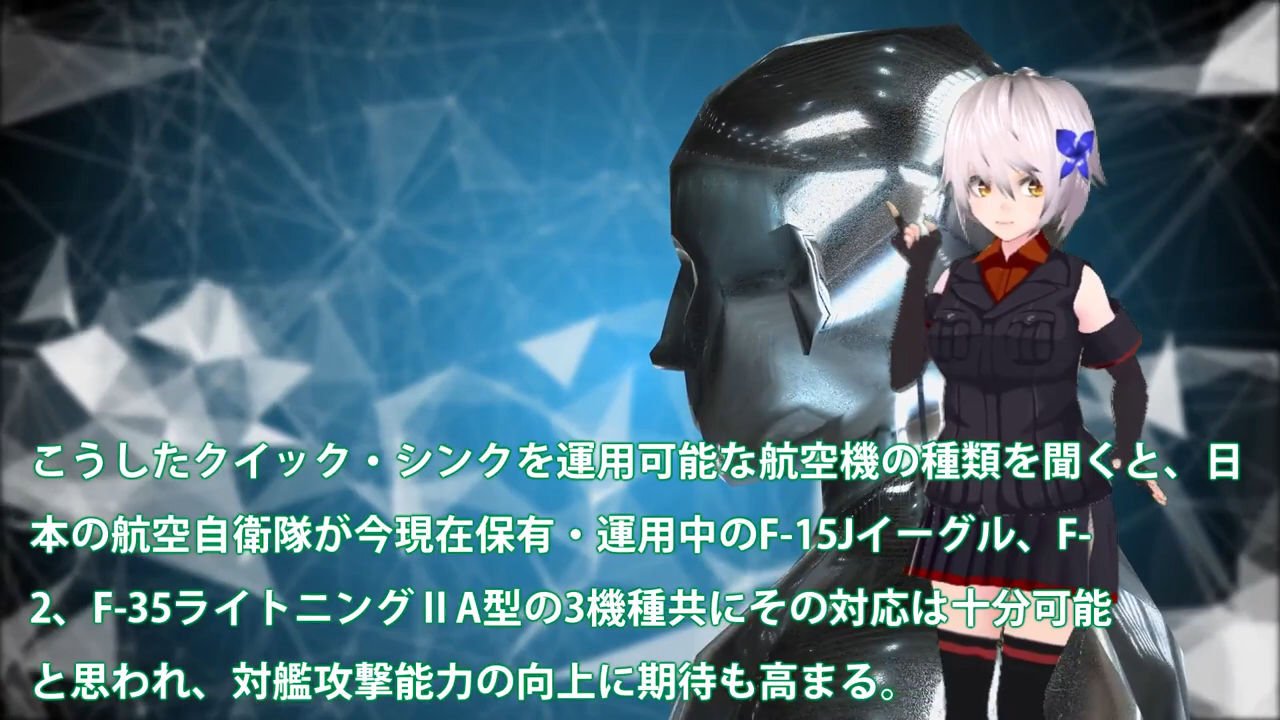 こうしたクイック・シンクを運用可能な航空機の種類を聞くと、日
本の航空自衛隊が今現在保有・運用中のF-15Jイーグル、F-
2、F-35ライトニングⅡA型の3機種共にその対応は十分可能
と思われ、対艦攻撃能力の向上に期待も高まる。